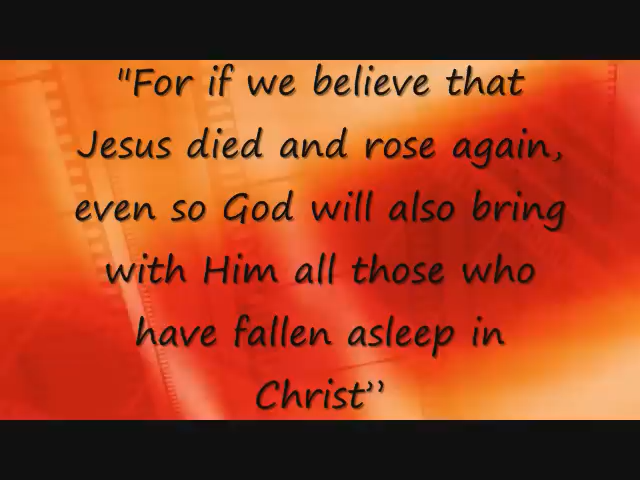 "For if we believe that
Jesus died and rose again,
even so God will also bring
with Him all those who
have fallen asleep in
Christ”